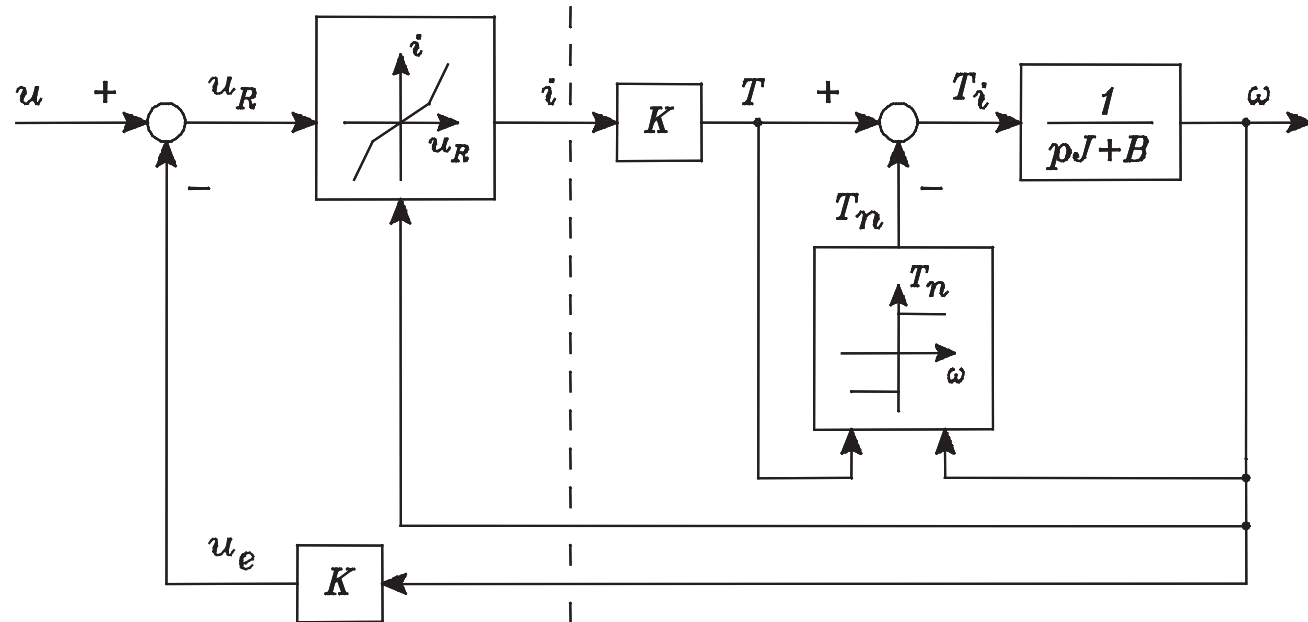 u
+
u_R
i
u_R
i
K
T
+
T_i
1
pJ+B
ω
−
−
T_n
T_n
ω
u_e
K